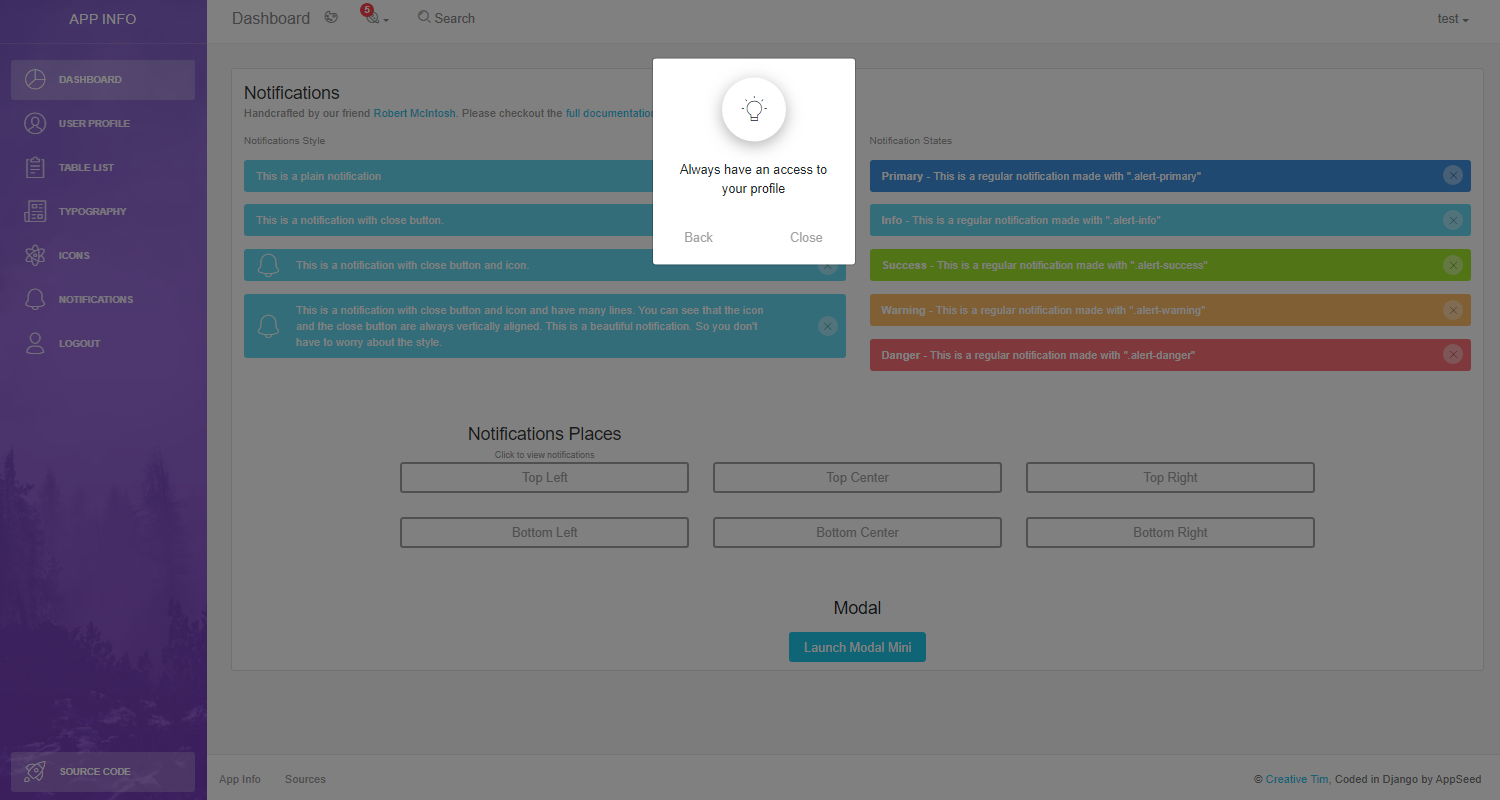 APP INFO
DASHBOARD
USER PROFILE
TABLE LIST
TYPOGRAPHY
ICONS
NOTIFICATIONS
LOGOUT
SOURCE CODE
Dashboard
5
Search
test
Always have an access to
your profile
Back
Close
Notifications
Handcrafted by our friend Robert McIntosh. Please checkout the full documentation
Notifications Style
This is a plain notification
This is a notification with close button.
This is a notification with close button and icon.
This is a notification with close button and icon and have many lines. You can see that the icon
and the close button are always vertically aligned. This is a beautiful notification. So you don't
have to worry about the style.
Notification States
Primary - This is a regular notification made with ".alert-primary"
Info - This is a regular notification made with ".alert-info"
Success - This is a regular notification made with ".alert-success"
Warning - This is a regular notification made with ".alert-warning"
Danger - This is a regular notification made with ".alert-danger"
Notifications Places
Click to view notifications
Top Left
Top Center
Top Right
Bottom Left
Bottom Center
Bottom Right
Modal
Launch Modal Mini
App Info
Sources
© Creative Tim, Coded in Django by AppSeed